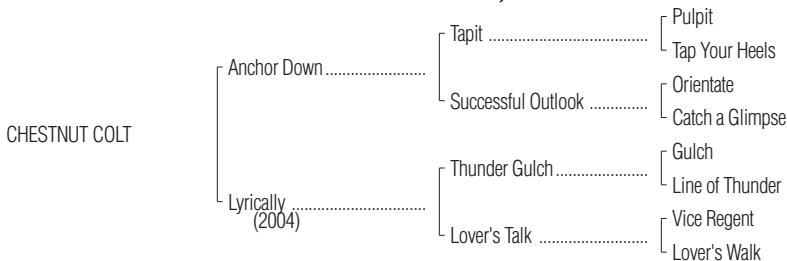 Pulpit
Tapit ........................................
Tap Your Heels
Anchor Down .........................
Orientate
Successful Outlook ...............
Catch a Glimpse
CHESTNUT COLT
Gulch
Thunder Gulch .......................
Line of Thunder
Lyrically ..................................
(2004)
Vice Regent
Lover's Talk ...........................
Lover's Walk